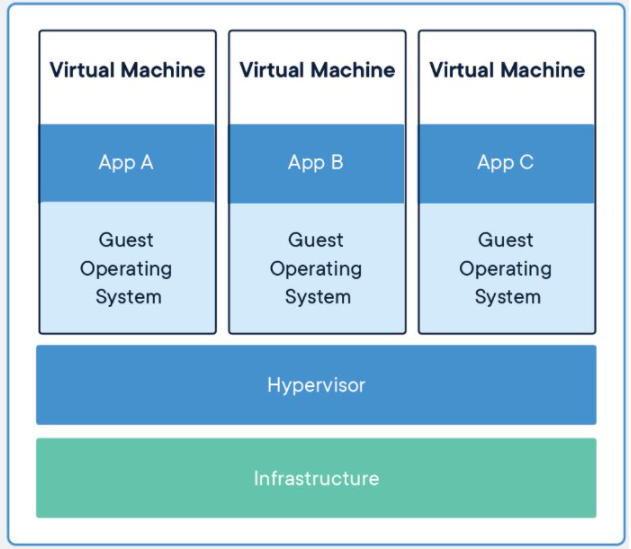 Virtual Machine
Virtual Machine
Virtual Machine
App A
App B
App C
Guest
Operating
System
Guest
Operating
System
Guest
Operating
System
Hypervisor
Infrastructure